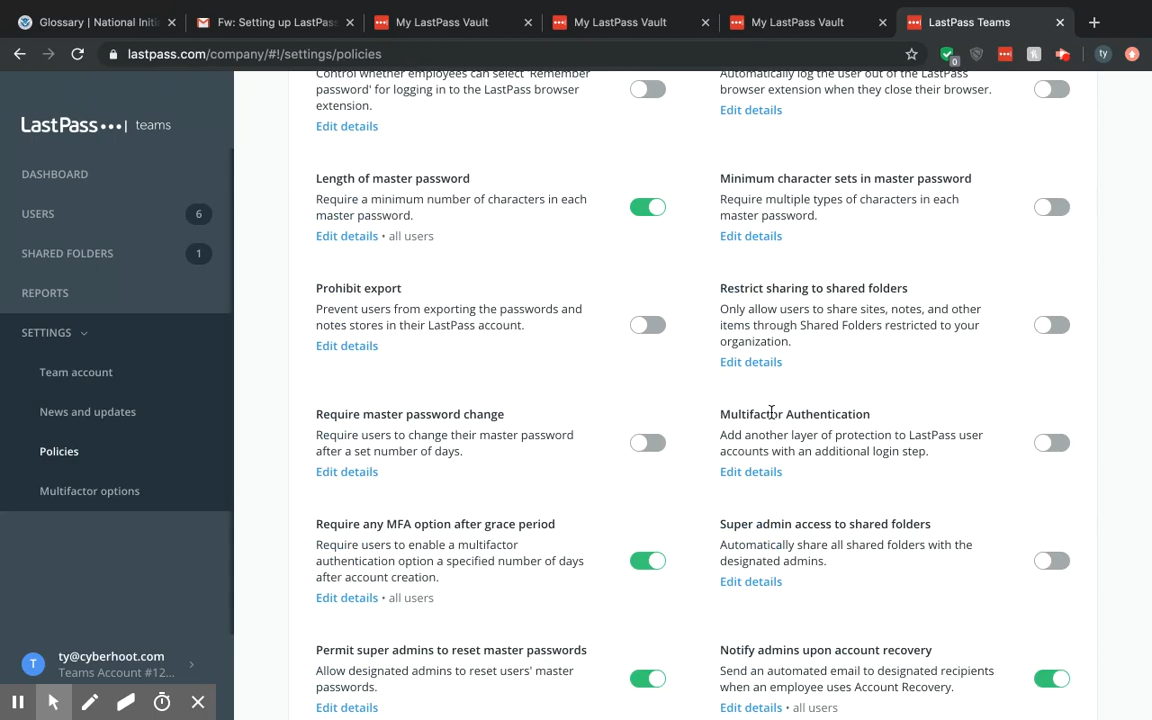 Glossary | National Initi
Fw: Setting up LastPas
My LastPass Vault
My LastPass Vault
My LastPass Vault
LastPass Teams
lastpass.com/company/#!/settings/policies
0
ty
LastPass•••| teams
DASHBOARD
USERS 6
SHARED FOLDERS 1
REPORTS
SETTINGS
Team account
News and updates
Policies
Multifactor options
T
ty@cyberhoot.com
Teams Account #12...
Control whether employees can select 'Remember
password' for logging in to the LastPass browser
extension.
Edit details
Automatically log the user out of the LastPass
browser extension when they close their browser.
Edit details
Length of master password
Require a minimum number of characters in each
master password.
Edit details • all users
Minimum character sets in master password
Require multiple types of characters in each
master password.
Edit details
Prohibit export
Prevent users from exporting the passwords and
notes stores in their LastPass account.
Edit details
Restrict sharing to shared folders
Only allow users to share sites, notes, and other
items through Shared Folders restricted to your
organization.
Edit details
Require master password change
Require users to change their master password
after a set number of days.
Edit details
Multifactor Authentication
Add another layer of protection to LastPass user
accounts with an additional login step.
Edit details
Require any MFA option after grace period
Require users to enable a multifactor
authentication option a specified number of days
after account creation.
Edit details • all users
Super admin access to shared folders
Automatically share all shared folders with the
designated admins.
Edit details
Permit super admins to reset master passwords
Allow designated admins to reset users' master
passwords.
Edit details
Notify admins upon account recovery
Send an automated email to designated recipients
when an employee uses Account Recovery.
Edit details • all users